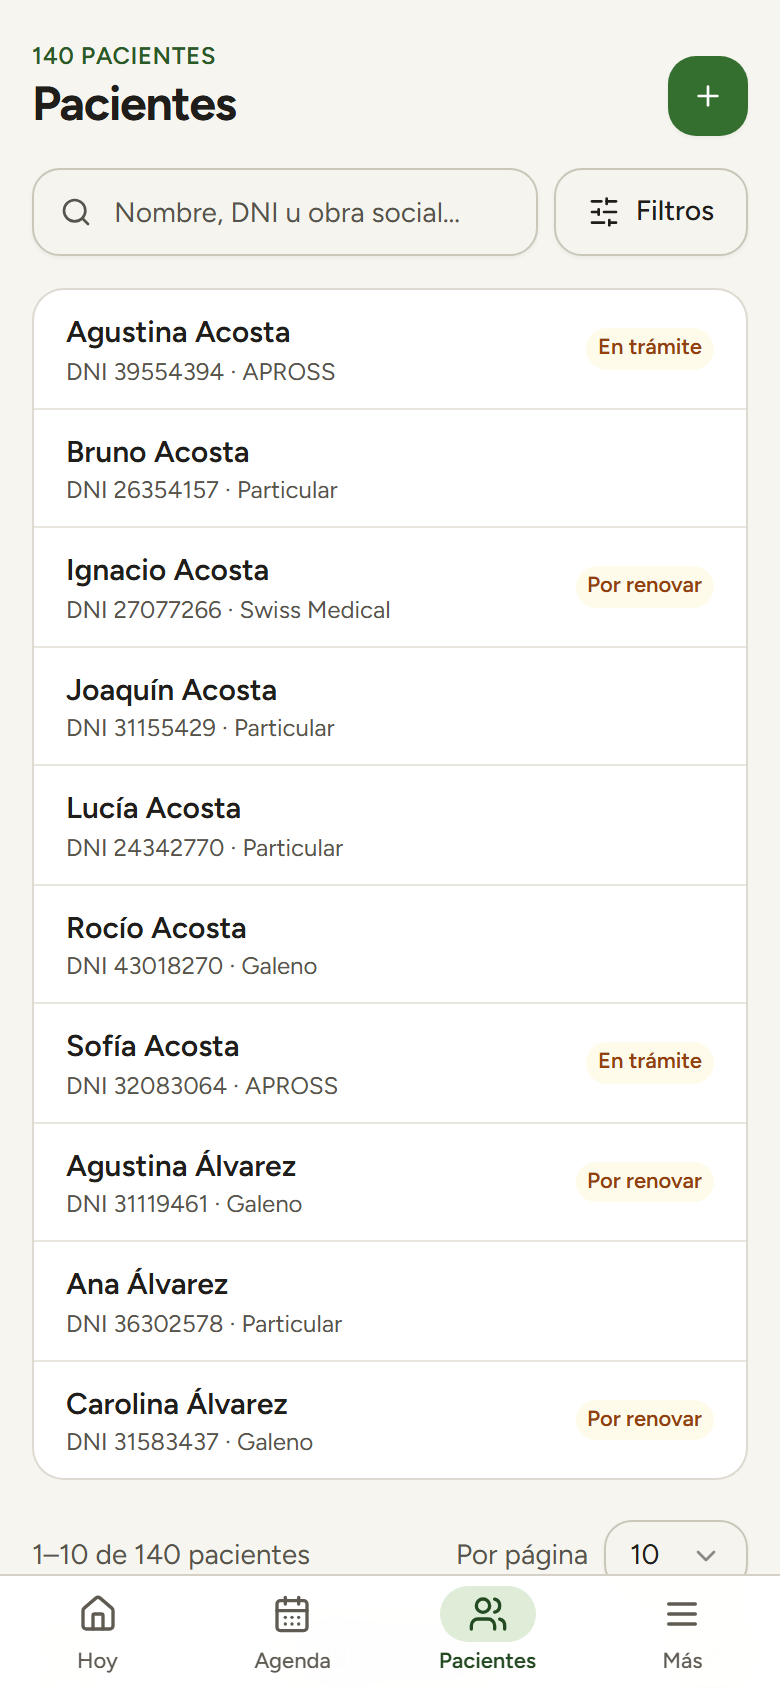 140 PACIENTES
Pacientes
Nombre, DNI u obra social...
Filtros
Agustina Acosta
DNI 39554394 · APROSS
En trámite
Bruno Acosta
DNI 26354157 · Particular
Ignacio Acosta
DNI 27077266 · Swiss Medical
Por renovar
Joaquín Acosta
DNI 31155429 · Particular
Lucía Acosta
DNI 24342770 · Particular
Rocío Acosta
DNI 43018270 · Galeno
Sofía Acosta
DNI 32083064 · APROSS
En trámite
Agustina Álvarez
DNI 31119461 · Galeno
Por renovar
Ana Álvarez
DNI 36302578 · Particular
Carolina Álvarez
DNI 31583437 · Galeno
Por renovar
1–10 de 140 pacientes
Por página
10
Hoy
Agenda
Pacientes
Más